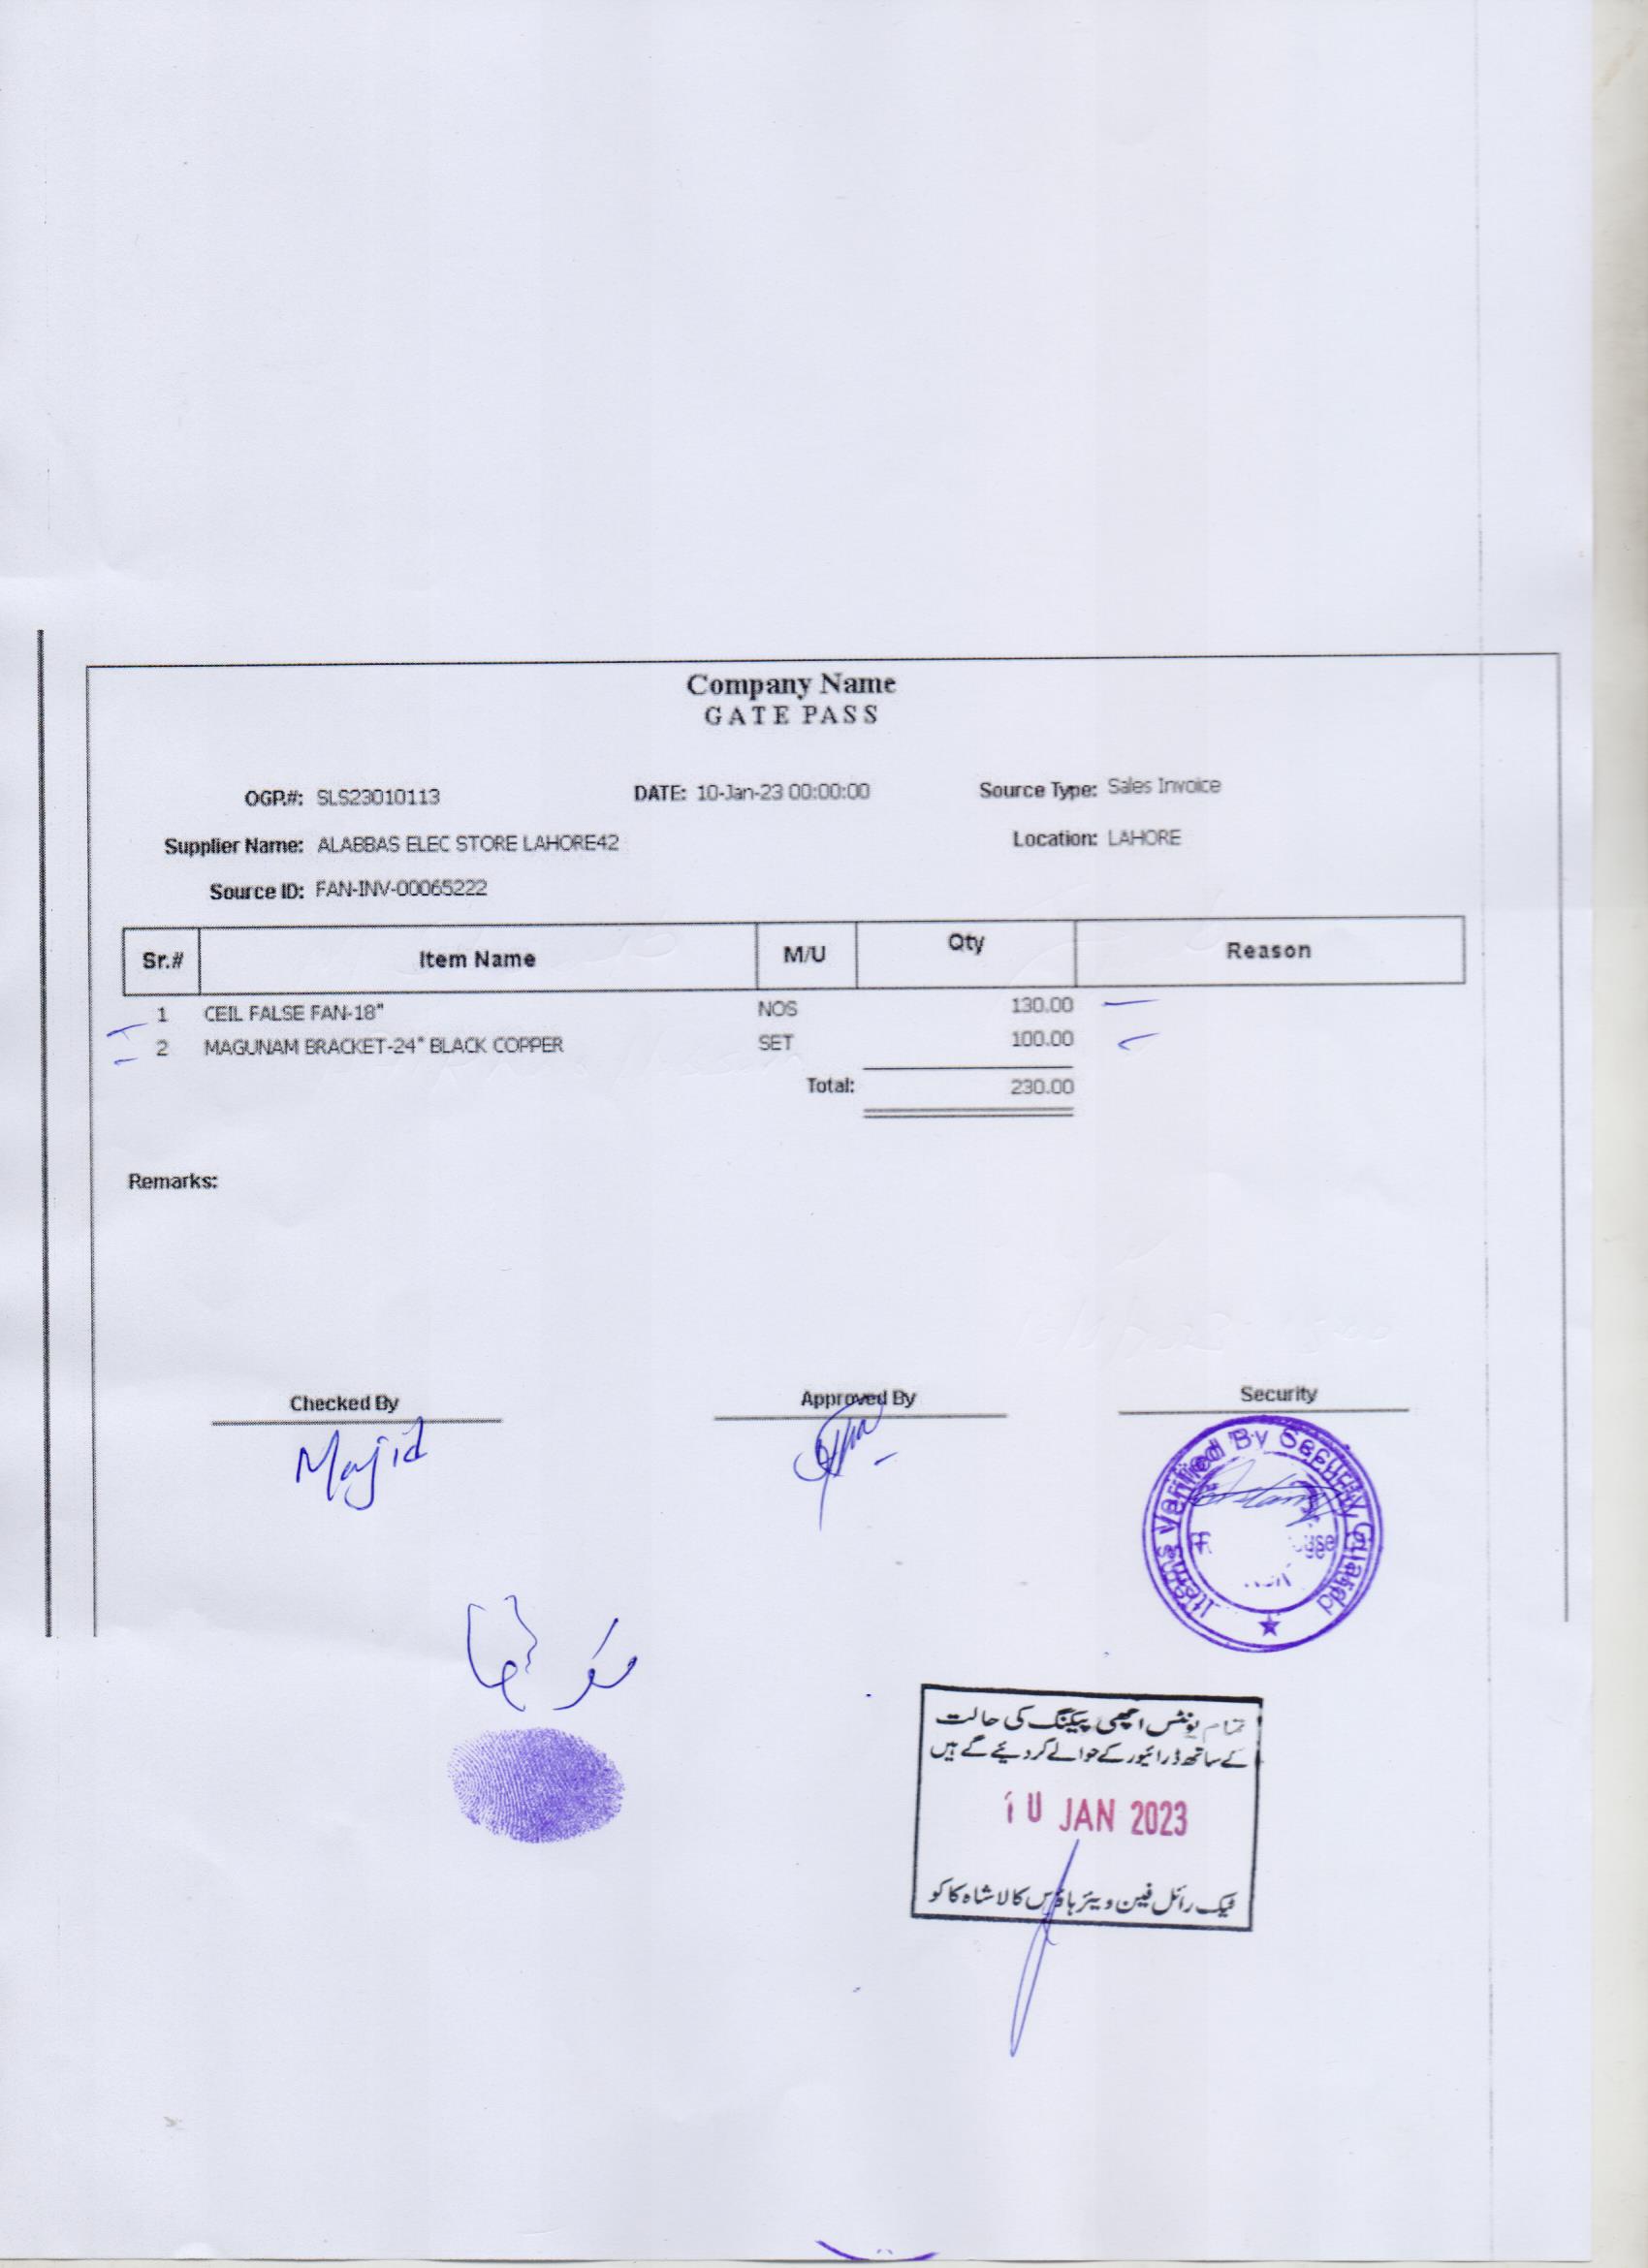 Company Name
GATE PASS
OGP.#: SLS23010113 DATE: 10-Jan-23 00:00:00 Source Type: Sales Invoice
Supplier Name: ALABBAS ELEC STORE LAHORE42 Location: LAHORE
Source ID: FAN-INV-00065222
Sr.# Item Name M/U Qty Reason
1 CEIL FALSE FAN-18" NOS 130.00
2 MAGUNAM BRACKET-24" BLACK COPPER SET 100.00
Total: 230.00
Remarks:
Checked By Approved By Security
Majid
Items Verified By Security Guard
تمام یونٹس اچھی پیکنگ کی حالت
کے ساتھ ڈرائیور کے حوالے کر دئیے گے ہیں
10 JAN 2023
ٹیک رائل فین ویئر ہاؤس کالا شاہ کاکو